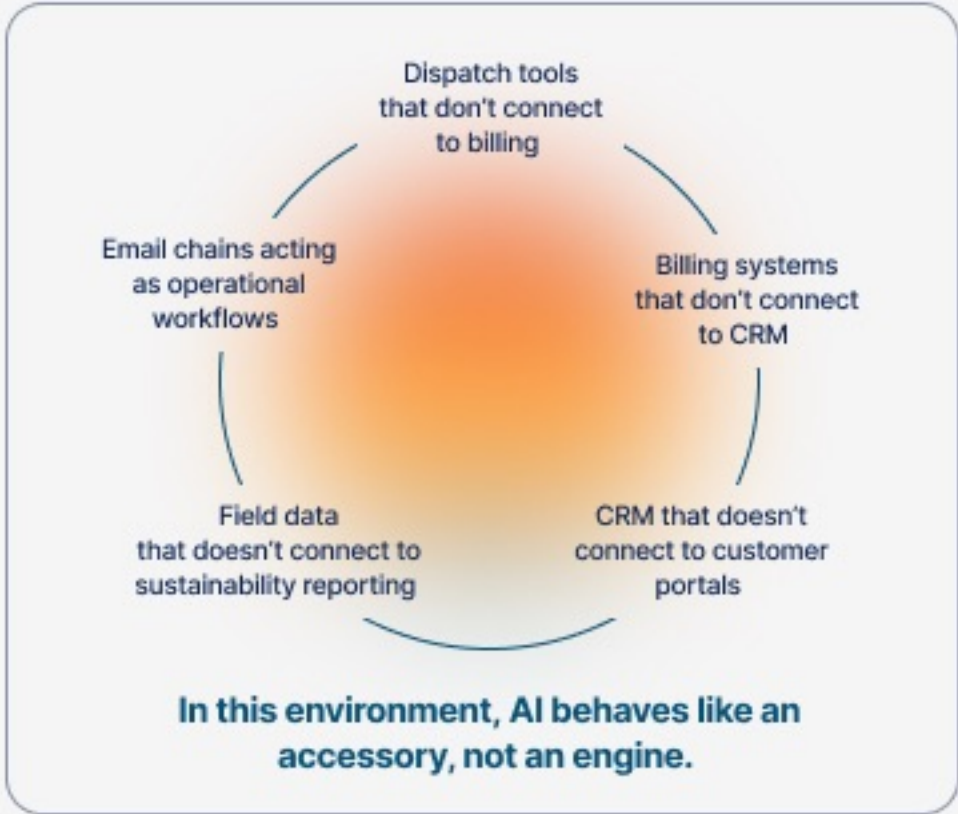 Dispatch tools
that don't connect
to billing
Billing systems
that don't connect
to CRM
CRM that doesn't
connect to customer
portals
Field data
that doesn't connect to
sustainability reporting
Email chains acting
as operational
workflows
In this environment, AI behaves like an
accessory, not an engine.